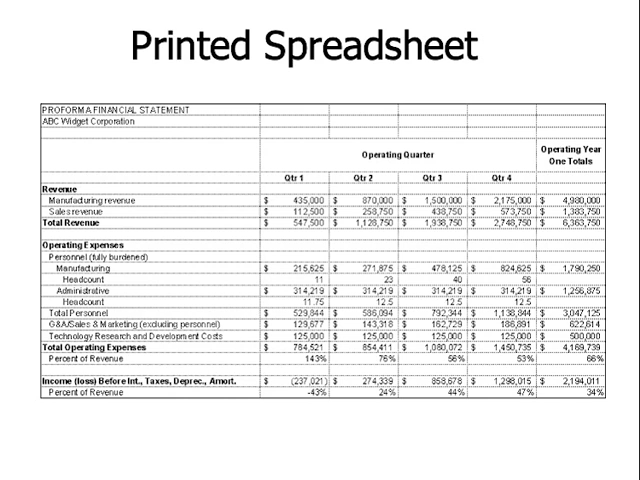 Printed Spreadsheet
PROFORMA FINANCIAL STATEMENT
ABC Widget Corporation
Operating Quarter Operating Year One Totals
Qtr 1 Qtr 2 Qtr 3 Qtr 4
Revenue
Manufacturing revenue $ 435,000 $ 870,000 $ 1,500,000 $ 2,175,000 $ 4,980,000
Sales revenue $ 112,500 $ 258,750 $ 438,750 $ 573,750 $ 1,383,750
Total Revenue $ 547,500 $ 1,128,750 $ 1,938,750 $ 2,748,750 $ 6,363,750
Operating Expenses
Personnel (fully burdened)
Manufacturing $ 215,625 $ 271,875 $ 478,125 $ 824,625 $ 1,790,250
Headcount 11 23 40 56
Administrative $ 314,219 $ 314,219 $ 314,219 $ 314,219 $ 1,256,875
Headcount 11.75 12.5 12.5 12.5
Total Personnel $ 529,844 $ 586,094 $ 792,344 $ 1,138,844 $ 3,047,125
G&A/Sales & Marketing (excluding personnel) $ 129,677 $ 143,318 $ 162,729 $ 186,891 $ 622,614
Technology Research and Development Costs $ 125,000 $ 125,000 $ 125,000 $ 125,000 $ 500,000
Total Operating Expenses $ 784,521 $ 854,411 $ 1,080,072 $ 1,450,735 $ 4,169,739
Percent of Revenue 143% 76% 56% 53% 66%
Income (loss) Before Int., Taxes, Deprec., Amort. $ (237,021) $ 274,339 $ 858,678 $ 1,298,015 $ 2,194,011
Percent of Revenue -43% 24% 44% 47% 34%